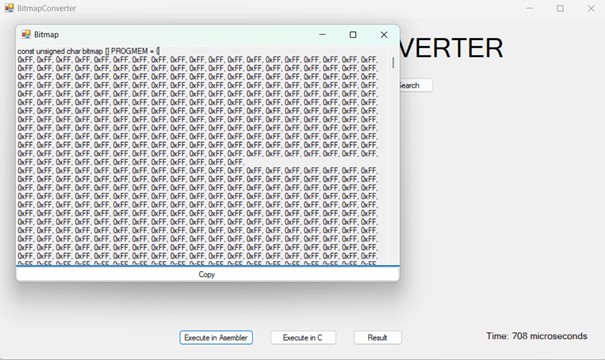 BitmapConverter
VERTER
Bitmap
const unsigned char bitmap [] PROGMEM = {
0xFF, 0xFF, 0xFF, 0xFF, 0xFF, 0xFF, 0xFF, 0xFF, 0xFF, 0xFF, 0xFF, 0xFF, 0xFF, 0xFF, 0xFF, 0xFF, 0xFF, 0xFF, 0xFF,
0xFF, 0xFF, 0xFF, 0xFF, 0xFF, 0xFF, 0xFF, 0xFF, 0xFF, 0xFF, 0xFF, 0xFF, 0xFF, 0xFF, 0xFF, 0xFF, 0xFF, 0xFF, 0xFF,
0xFF, 0xFF, 0xFF, 0xFF, 0xFF, 0xFF, 0xFF, 0xFF, 0xFF, 0xFF, 0xFF, 0xFF, 0xFF, 0xFF, 0xFF, 0xFF, 0xFF, 0xFF, 0xFF,
0xFF, 0xFF, 0xFF, 0xFF, 0xFF, 0xFF, 0xFF, 0xFF, 0xFF, 0xFF, 0xFF, 0xFF, 0xFF, 0xFF, 0xFF, 0xFF, 0xFF, 0xFF, 0xFF,
0xFF, 0xFF, 0xFF, 0xFF, 0xFF, 0xFF, 0xFF, 0xFF, 0xFF, 0xFF, 0xFF, 0xFF, 0xFF, 0xFF, 0xFF, 0xFF, 0xFF, 0xFF, 0xFF,
0xFF, 0xFF, 0xFF, 0xFF, 0xFF, 0xFF, 0xFF, 0xFF, 0xFF, 0xFF, 0xFF, 0xFF, 0xFF, 0xFF, 0xFF, 0xFF, 0xFF, 0xFF, 0xFF,
0xFF, 0xFF, 0xFF, 0xFF, 0xFF, 0xFF, 0xFF, 0xFF, 0xFF, 0xFF, 0xFF, 0xFF, 0xFF, 0xFF, 0xFF, 0xFF, 0xFF, 0xFF, 0xFF,
0xFF, 0xFF, 0xFF, 0xFF, 0xFF, 0xFF, 0xFF, 0xFF, 0xFF, 0xFF, 0xFF, 0xFF, 0xFF, 0xFF, 0xFF, 0xFF, 0xFF, 0xFF, 0xFF,
0xFF, 0xFF, 0xFF, 0xFF, 0xFF, 0xFF, 0xFF, 0xFF, 0xFF, 0xFF, 0xFF, 0xFF, 0xFF, 0xFF, 0xFF, 0xFF, 0xFF, 0xFF, 0xFF,
0xFF, 0xFF, 0xFF, 0xFF, 0xFF, 0xFF, 0xFF, 0xFF, 0xFF, 0xFF, 0xFF, 0xFF, 0xFF, 0xFF, 0xFF, 0xFF, 0xFF, 0xFF, 0xFF,
0xFF, 0xFF, 0xFF, 0xFF, 0xFF, 0xFF, 0xFF, 0xFF, 0xFF, 0xFF, 0xFF, 0xFF, 0xFF, 0xFF, 0xFF, 0xFF, 0xFF, 0xFF, 0xFF,
0xFF, 0xFF, 0xFF, 0xFF, 0xFF, 0xFF, 0xFF, 0xFF, 0xFF, 0xFF, 0xFF, 0xFF, 0xFF, 0xFF, 0xFF, 0xFF, 0xFF, 0xFF, 0xFF,
0xFF, 0xFF, 0xFF, 0xFF, 0xFF, 0xFF, 0xFF, 0xFF, 0xFF, 0xFF, 0xFF, 0xFF,
0xFF, 0xFF, 0xFF, 0xFF, 0xFF, 0xFF, 0xFF, 0xFF, 0xFF, 0xFF, 0xFF, 0xFF, 0xFF, 0xFF, 0xFF, 0xFF, 0xFF, 0xFF, 0xFF,
0xFF, 0xFF, 0xFF, 0xFF, 0xFF, 0xFF, 0xFF, 0xFF, 0xFF, 0xFF, 0xFF, 0xFF, 0xFF, 0xFF, 0xFF, 0xFF, 0xFF, 0xFF, 0xFF,
0xFF, 0xFF, 0xFF, 0xFF, 0xFF, 0xFF, 0xFF, 0xFF, 0xFF, 0xFF, 0xFF, 0xFF, 0xFF, 0xFF, 0xFF, 0xFF, 0xFF, 0xFF, 0xFF,
0xFF, 0xFF, 0xFF, 0xFF, 0xFF, 0xFF, 0xFF, 0xFF, 0xFF, 0xFF, 0xFF, 0xFF, 0xFF, 0xFF, 0xFF, 0xFF, 0xFF, 0xFF, 0xFF,
0xFF, 0xFF, 0xFF, 0xFF, 0xFF, 0xFF, 0xFF, 0xFF, 0xFF, 0xFF, 0xFF, 0xFF, 0xFF, 0xFF, 0xFF, 0xFF, 0xFF, 0xFF, 0xFF,
0xFF, 0xFF, 0xFF, 0xFF, 0xFF, 0xFF, 0xFF, 0xFF, 0xFF, 0xFF, 0xFF, 0xFF, 0xFF, 0xFF, 0xFF, 0xFF, 0xFF, 0xFF, 0xFF,
0xFF, 0xFF, 0xFF, 0xFF, 0xFF, 0xFF, 0xFF, 0xFF, 0xFF, 0xFF, 0xFF, 0xFF, 0xFF, 0xFF, 0xFF, 0xFF, 0xFF, 0xFF, 0xFF,
0xFF, 0xFF, 0xFF, 0xFF, 0xFF, 0xFF, 0xFF, 0xFF, 0xFF, 0xFF, 0xFF, 0xFF, 0xFF, 0xFF, 0xFF, 0xFF, 0xFF, 0xFF, 0xFF,
0xFF, 0xFF, 0xFF, 0xFF, 0xFF, 0xFF, 0xFF, 0xFF, 0xFF, 0xFF, 0xFF, 0xFF, 0xFF, 0xFF, 0xFF, 0xFF, 0xFF, 0xFF, 0xFF,
0xFF, 0xFF, 0xFF, 0xFF, 0xFF, 0xFF, 0xFF, 0xFF, 0xFF, 0xFF, 0xFF, 0xFF, 0xFF, 0xFF, 0xFF, 0xFF, 0xFF, 0xFF, 0xFF,
0xFF, 0xFF, 0xFF, 0xFF, 0xFF, 0xFF, 0xFF, 0xFF, 0xFF, 0xFF, 0xFF, 0xFF, 0xFF, 0xFF, 0xFF, 0xFF, 0xFF, 0xFF, 0xFF,
earch
Copy
Execute in Asembler
Execute in C
Result
Time: 708 microseconds